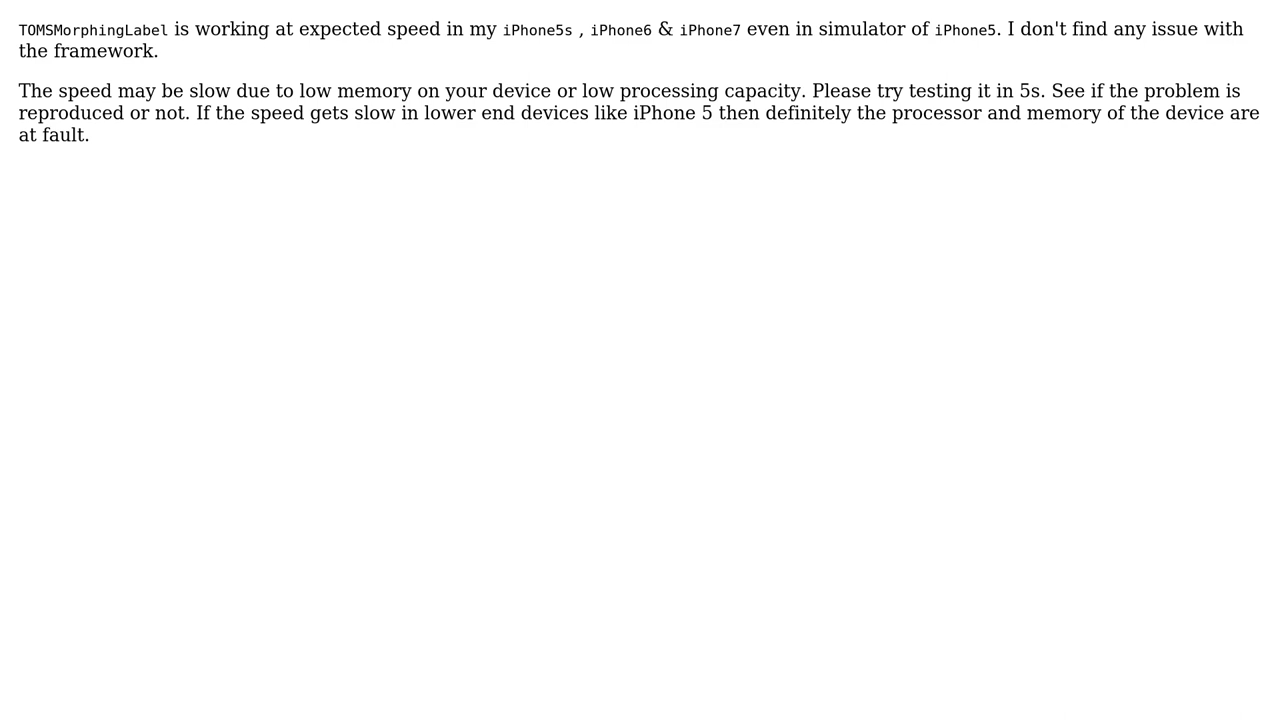 TOMSMorphingLabel is working at expected speed in my iPhone5s , iPhone6 & iPhone7 even in simulator of iPhone5. I don't find any issue with
the framework.
The speed may be slow due to low memory on your device or low processing capacity. Please try testing it in 5s. See if the problem is
reproduced or not. If the speed gets slow in lower end devices like iPhone 5 then definitely the processor and memory of the device are
at fault.